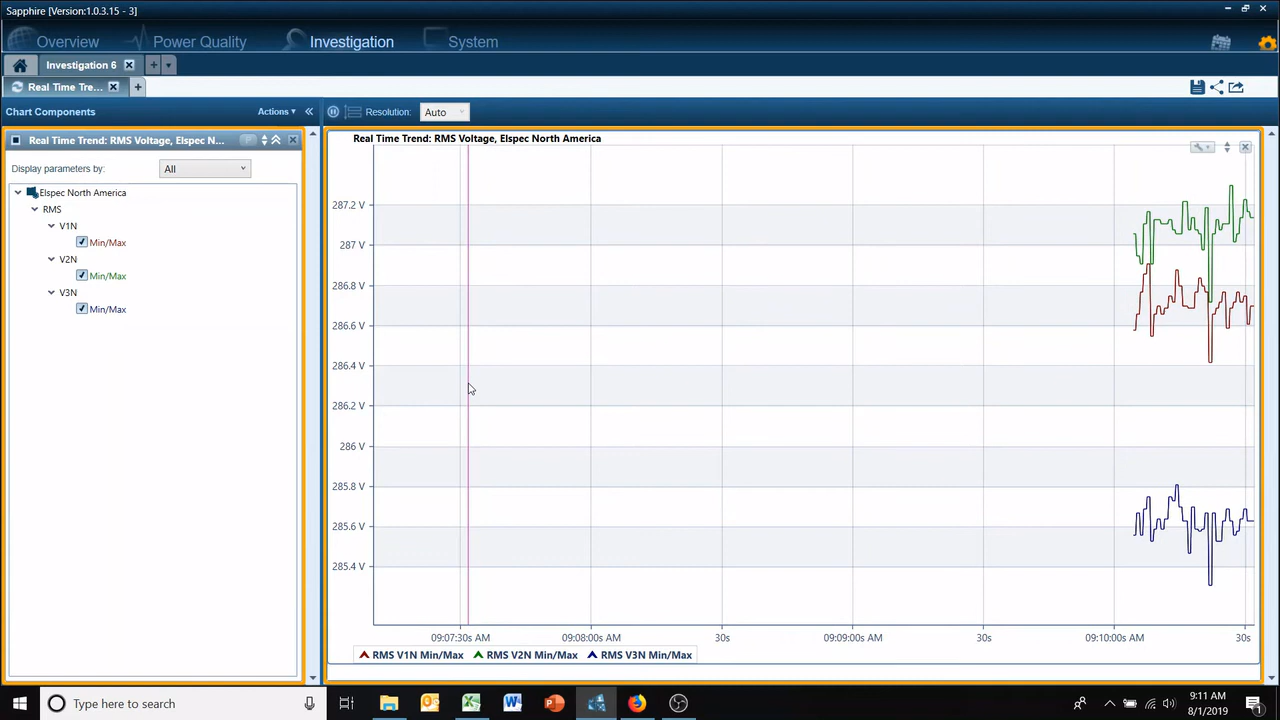 Sapphire [Version:1.0.3.15 - 3]
Overview Power Quality Investigation System
Investigation 6
Real Time Tre...
Chart Components Actions
Resolution: Auto
Real Time Trend: RMS Voltage, Elspec N...
Display parameters by: All
Elspec North America
RMS
V1N
Min/Max
V2N
Min/Max
V3N
Min/Max
Real Time Trend: RMS Voltage, Elspec North America
287.2 V
287 V
286.8 V
286.6 V
286.4 V
286.2 V
286 V
285.8 V
285.6 V
285.4 V
09:07:30s AM 09:08:00s AM 30s 09:09:00s AM 30s 09:10:00s AM 30s
RMS V1N Min/Max RMS V2N Min/Max RMS V3N Min/Max
Type here to search
9:11 AM
8/1/2019